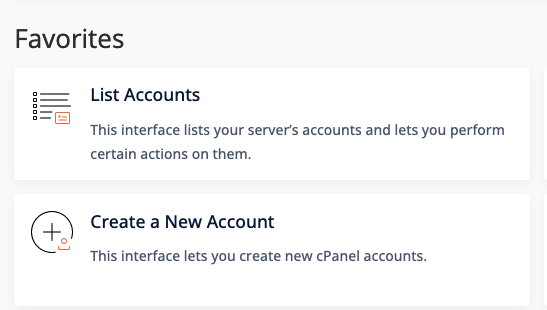 Favorites
List Accounts
This interface lists your server’s accounts and lets you perform
certain actions on them.
Create a New Account
This interface lets you create new cPanel accounts.